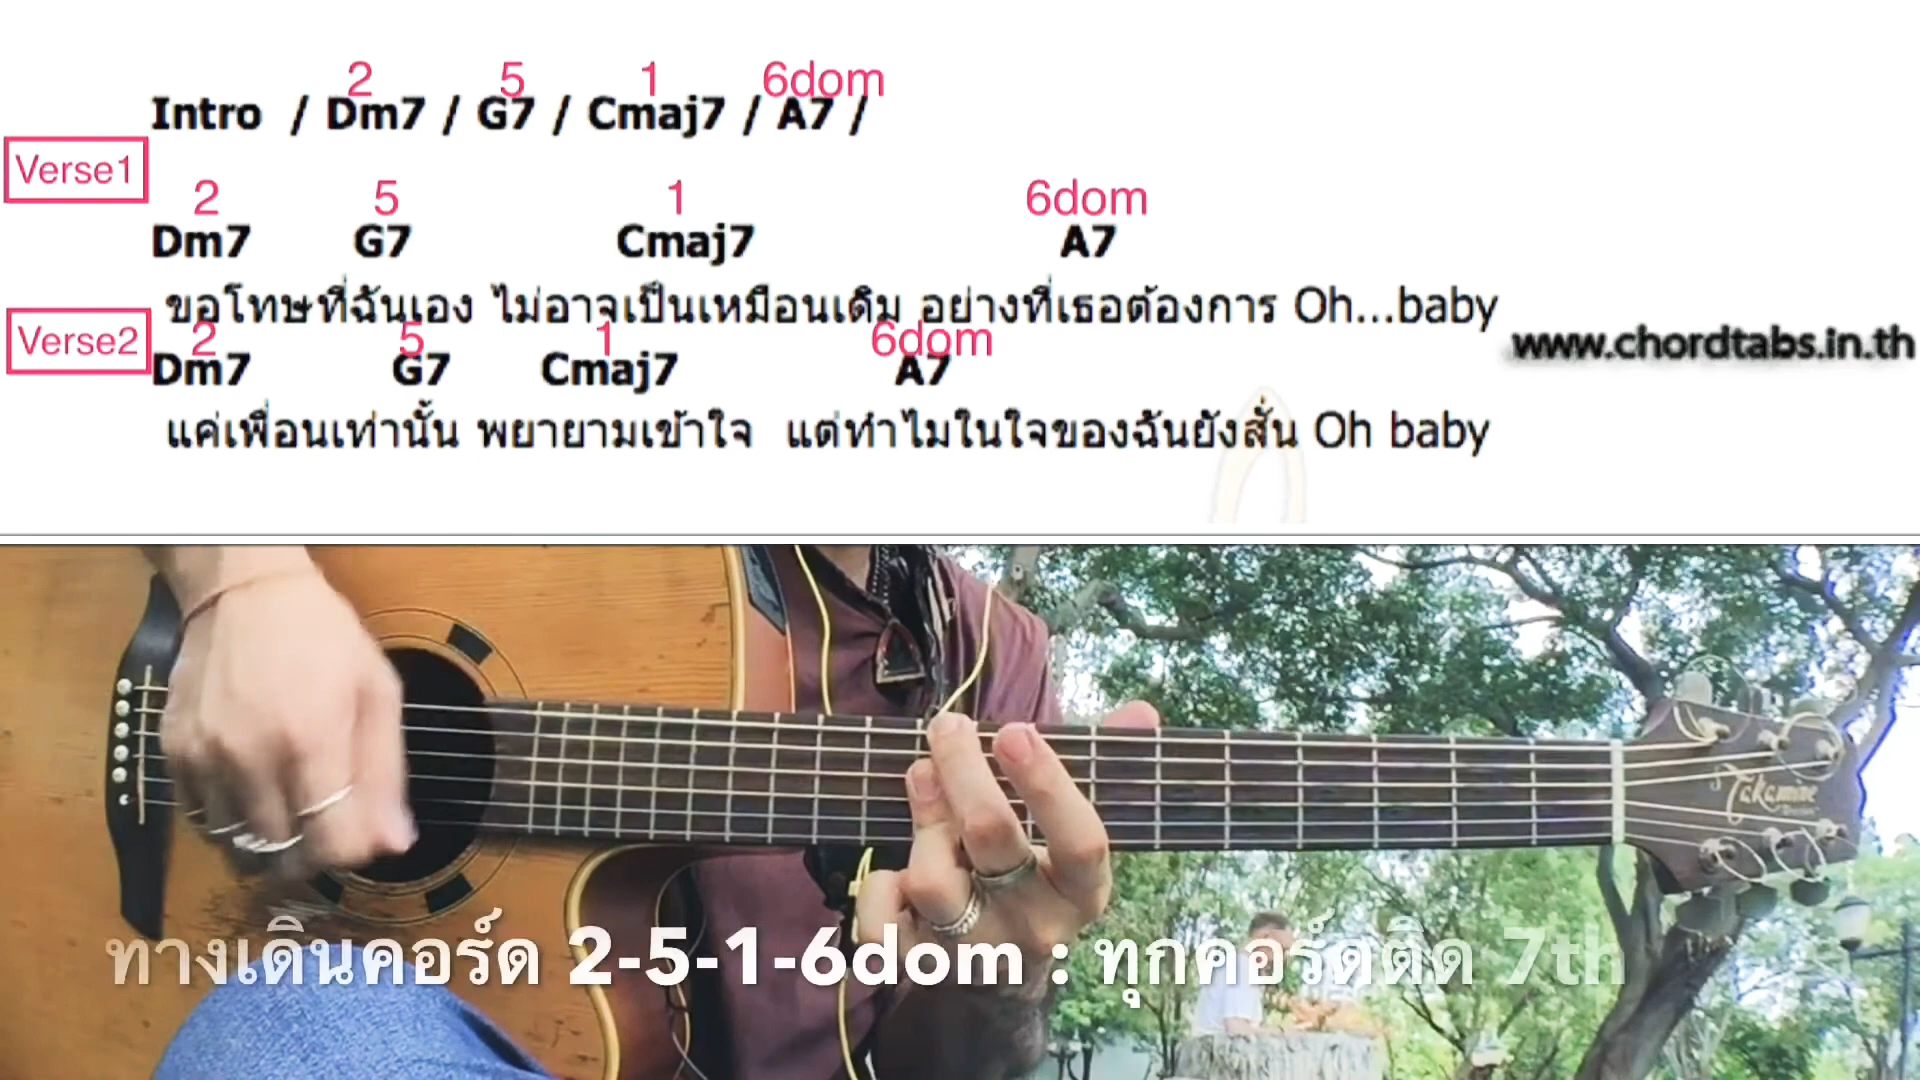 2 5 1 6dom
Intro / Dm7 / G7 / Cmaj7 / A7 /
Verse1
2 5 1 6dom
Dm7 G7 Cmaj7 A7
ขอโทษที่ฉันเอง ไม่อาจเป็นเหมือนเดิม อย่างที่เธอต้องการ Oh...baby
Verse2
2 5 1 6dom
www.chordtabs.in.th
Dm7 G7 Cmaj7 A7
แค่เพื่อนเท่านั้น พยายามเข้าใจ แต่ทำไมในใจของฉันยังสั่น Oh baby
Takamine
ทางเดินคอร์ด 2-5-1-6dom : ทุกคอร์ดติด 7th